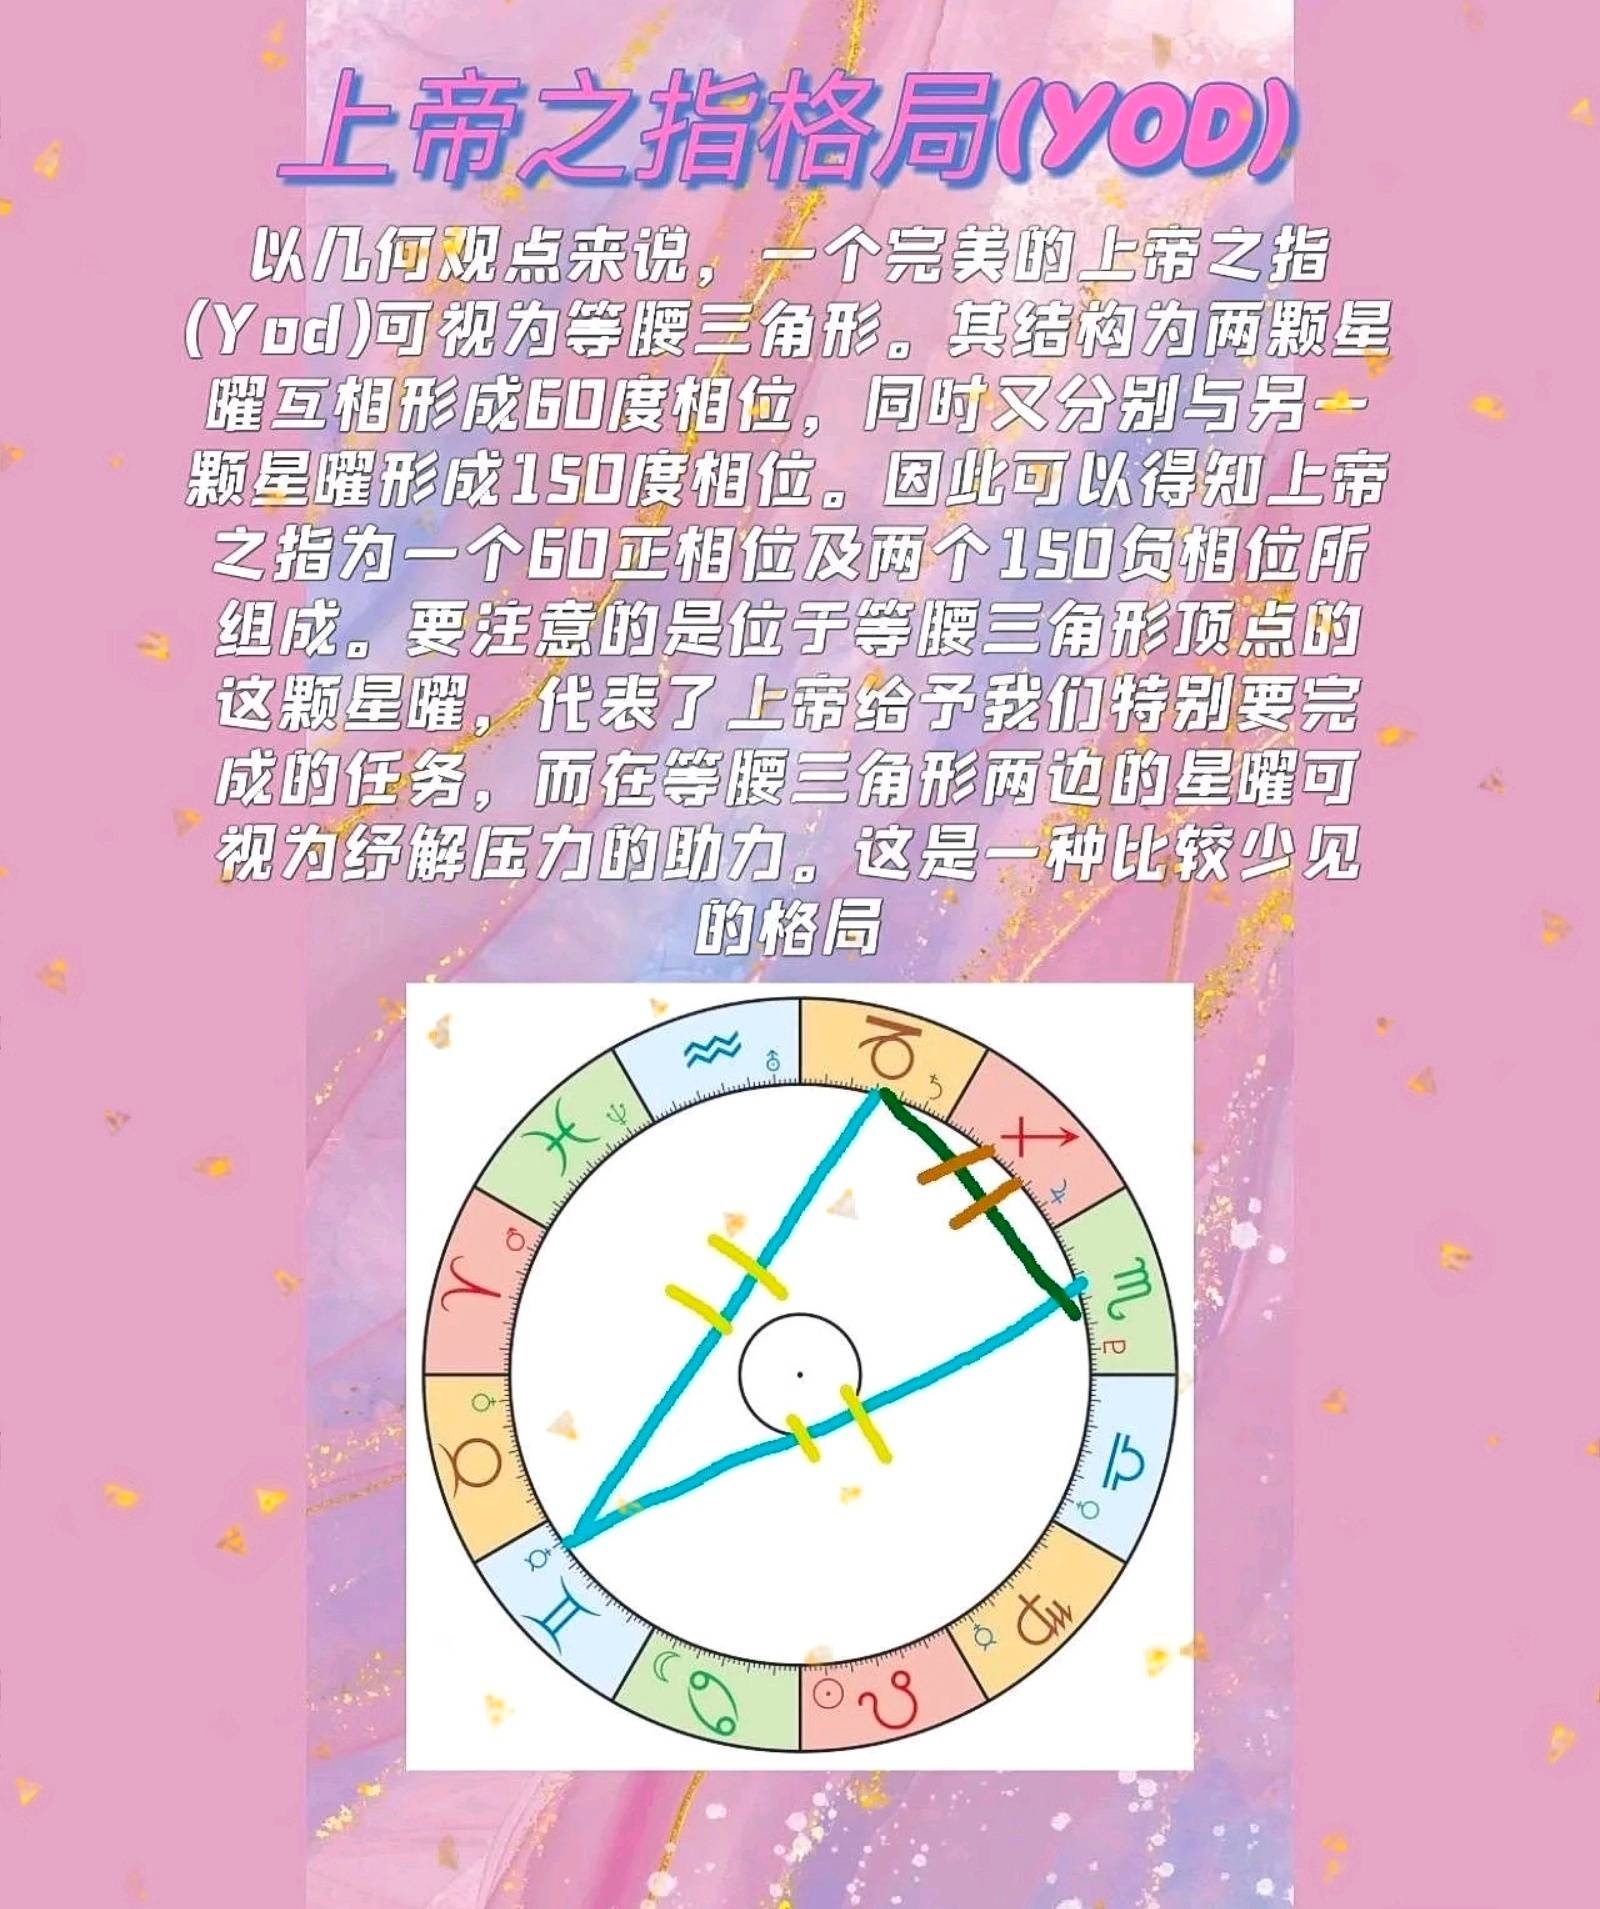 上帝之指格局(YOD)
以几何观点来说，一个完美的上帝之指
(Yod)可视为等腰三角形。其结构为两颗星
曜互相形成60度相位，同时又分别与另一
颗星曜形成150度相位。因此可以得知上帝
之指为一个60正相位及两个150负相位所
组成。要注意的是位于等腰三角形顶点的
这颗星曜，代表了上帝给予我们特别要完
成的任务，而在等腰三角形两边的星曜可
视为纾解压力的助力。这是一种比较少见
的格局